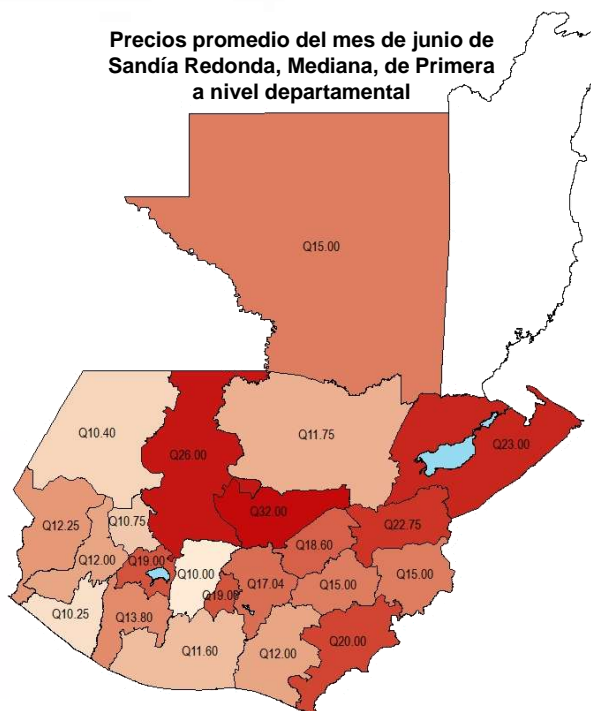 Precios promedio del mes de junio de
Sandía Redonda, Mediana, de Primera
a nivel departamental
Q15.00
Q10.40
Q26.00
Q11.75
Q23.00
Q12.25
Q10.75
Q32.00
Q22.75
Q12.00
Q19.00
Q18.60
Q10.00
Q19.00
Q17.04
Q15.00
Q15.00
Q10.25
Q13.80
Q11.60
Q12.00
Q20.00